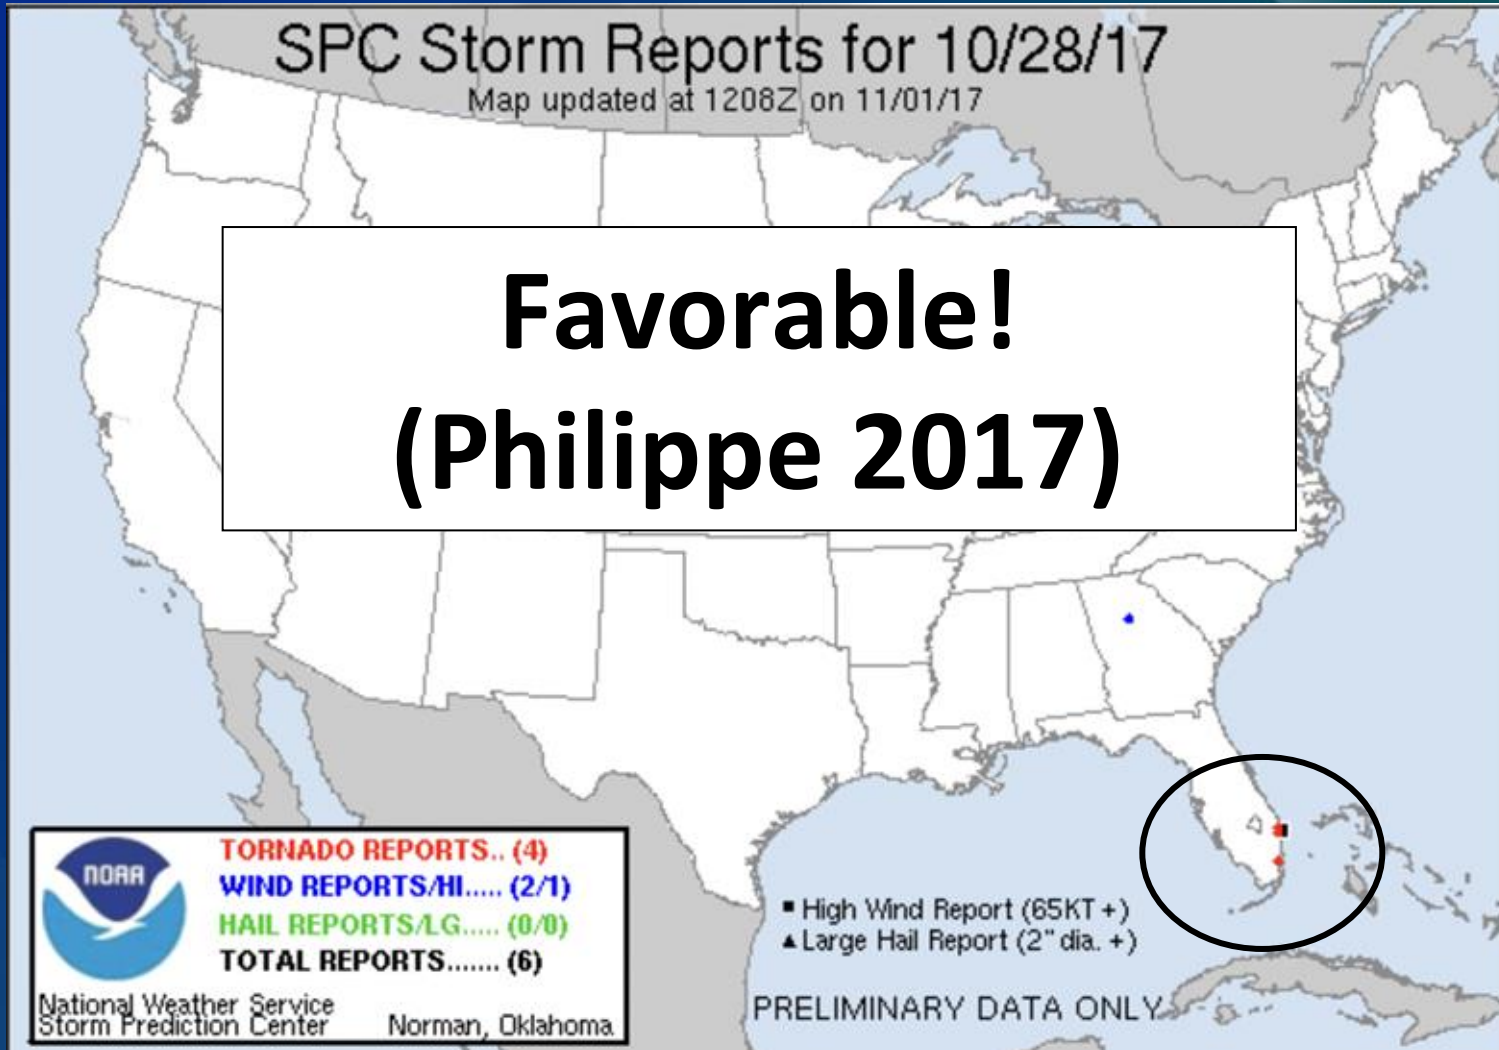 SPC Storm Reports for 10/28/17
Map updated at 1208Z on 11/01/17
Favorable!
(Philippe 2017)
NOAA
TORNADO REPORTS.. (4)
WIND REPORTS/HI..... (2/1)
HAIL REPORTS/LG..... (0/0)
TOTAL REPORTS....... (6)
National Weather Service
Storm Prediction Center Norman, Oklahoma
High Wind Report (65KT +)
Large Hail Report (2" dia. +)
PRELIMINARY DATA ONLY